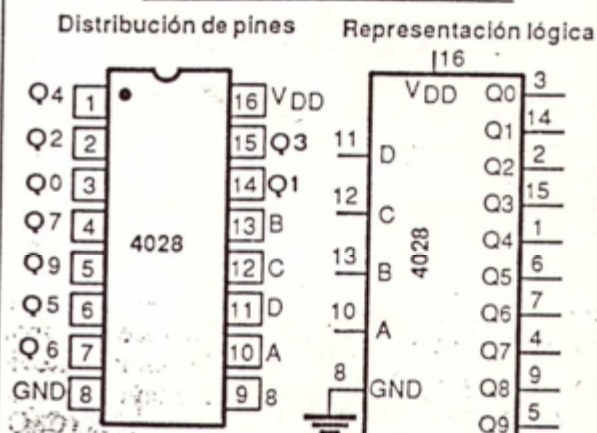 Distribución de pines
Q4 1
Q2 2
Q0 3
Q7 4
Q9 5
Q5 6
Q6 7
GND 8
4028
16 VDD
15 Q3
14 Q1
13 B
12 C
11 D
10 A
9 8
Representación lógica
16
VDD
11 D
12 C
13 B
10 A
8 GND
4028
Q0 3
Q1 14
Q2 2
Q3 15
Q4 1
Q5 6
Q6 7
Q7 4
Q8 9
Q9 5